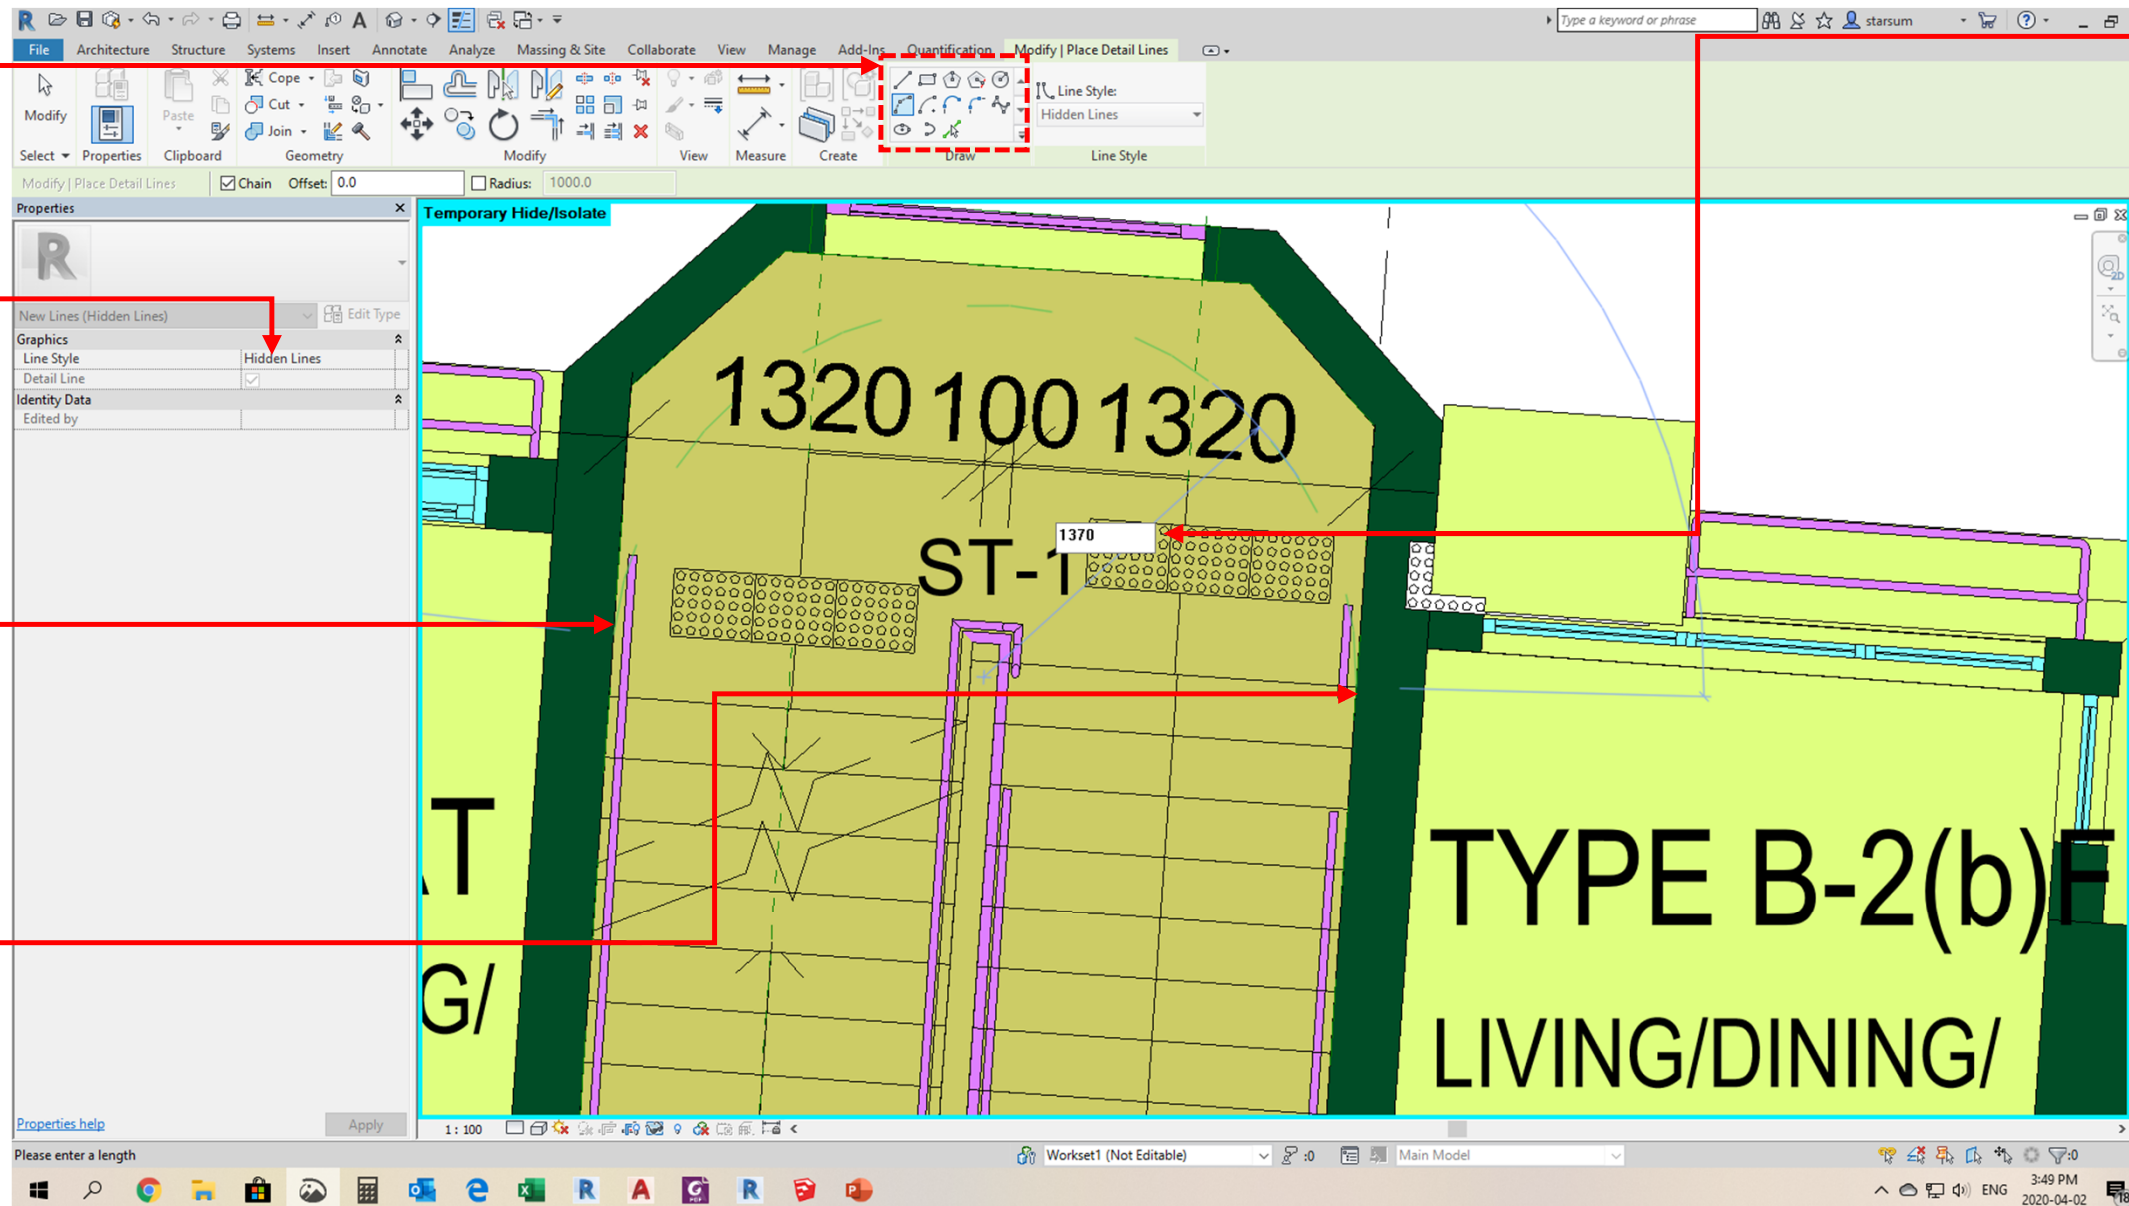 Type a keyword or phrase
starsum
File Architecture Structure Systems Insert Annotate Analyze Massing & Site Collaborate View Manage Add-Ins Quantification Modify | Place Detail Lines
Modify
Paste
Cope
Cut
Join
Line Style:
Hidden Lines
Select Properties Clipboard Geometry Modify View Measure Create Draw Line Style
Modify | Place Detail Lines Chain Offset: 0.0 Radius: 1000.0
Properties
Temporary Hide/Isolate
R
2D
New Lines (Hidden Lines) Edit Type
Graphics
Line Style Hidden Lines
Detail Line
Identity Data
Edited by
1320 100 1320
1370
ST-1
T
TYPE B-2(b)F
G/
LIVING/DINING/
Properties help Apply
1 : 100
Please enter a length
Workset1 (Not Editable) :0 Main Model :0
ENG
3:49 PM
2020-04-02
18